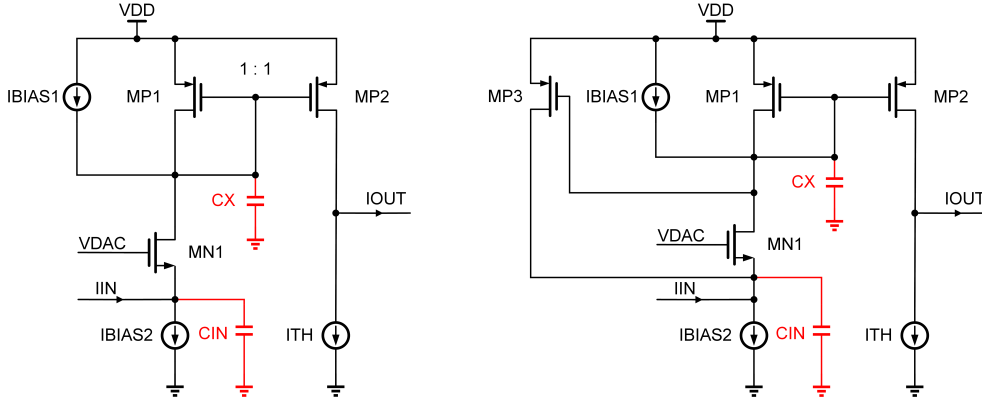 VDD
IBIAS1
MP1
1 : 1
MP2
CX
IOUT
VDAC
MN1
IIN
IBIAS2
CIN
ITH
VDD
MP3
IBIAS1
MP1
MP2
CX
IOUT
VDAC
MN1
IIN
IBIAS2
CIN
ITH